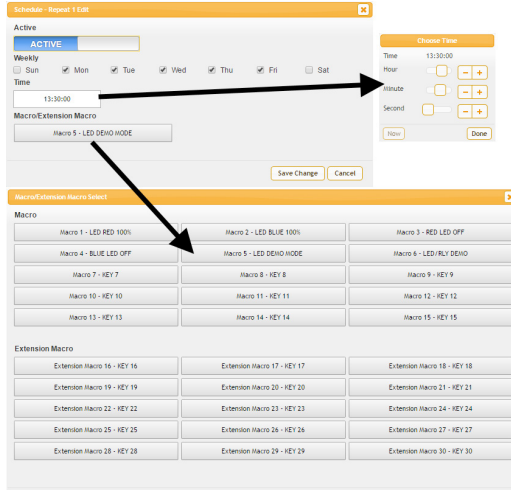 Schedule - Repeat 1 Edit
Active
ACTIVE
Weekly
Sun Mon Tue Wed Thu Fri Sat
Time
13:30:00
Macro/Extension Macro
Macro 5 - LED DEMO MODE
Save Change Cancel
Choose Time
Time 13:30:00
Hour - +
Minute - +
Second - +
Now Done
Macro/Extension Macro Select
Macro
Macro 1 - LED RED 100% Macro 2 - LED BLUE 100% Macro 3 - RED LED OFF
Macro 4 - BLUE LED OFF Macro 5 - LED DEMO MODE Macro 6 - LED/RLY DEMO
Macro 7 - KEY 7 Macro 8 - KEY 8 Macro 9 - KEY 9
Macro 10 - KEY 10 Macro 11 - KEY 11 Macro 12 - KEY 12
Macro 13 - KEY 13 Macro 14 - KEY 14 Macro 15 - KEY 15
Extension Macro
Extension Macro 16 - KEY 16 Extension Macro 17 - KEY 17 Extension Macro 18 - KEY 18
Extension Macro 19 - KEY 19 Extension Macro 20 - KEY 20 Extension Macro 21 - KEY 21
Extension Macro 22 - KEY 22 Extension Macro 23 - KEY 23 Extension Macro 24 - KEY 24
Extension Macro 25 - KEY 25 Extension Macro 26 - KEY 26 Extension Macro 27 - KEY 27
Extension Macro 28 - KEY 28 Extension Macro 29 - KEY 29 Extension Macro 30 - KEY 30